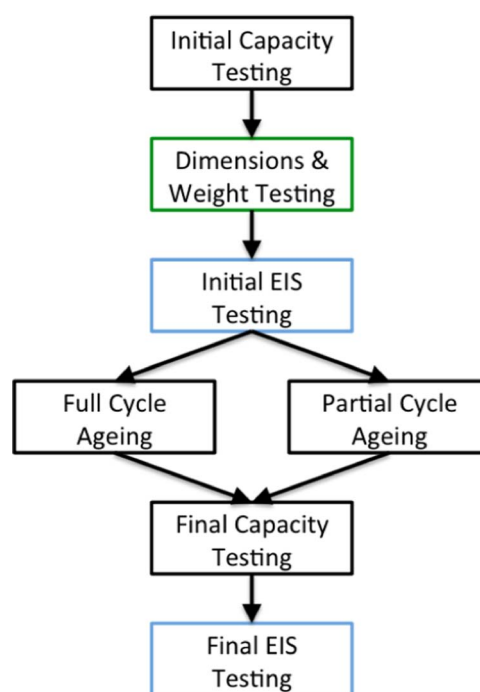 Initial Capacity
Testing
Dimensions &
Weight Testing
Initial EIS
Testing
Full Cycle
Ageing
Partial Cycle
Ageing
Final Capacity
Testing
Final EIS
Testing